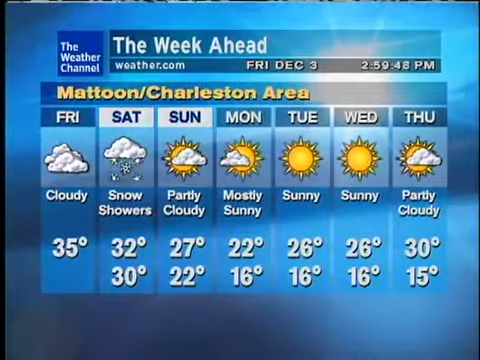 The Weather Channel
The Week Ahead
weather.com FRI DEC 3 2:59:48 PM
Mattoon/Charleston Area
FRI SAT SUN MON TUE WED THU
Cloudy Snow Showers Partly Cloudy Mostly Sunny Sunny Sunny Partly Cloudy
35° 32° 27° 22° 26° 26° 30°
30° 22° 16° 16° 16° 15°